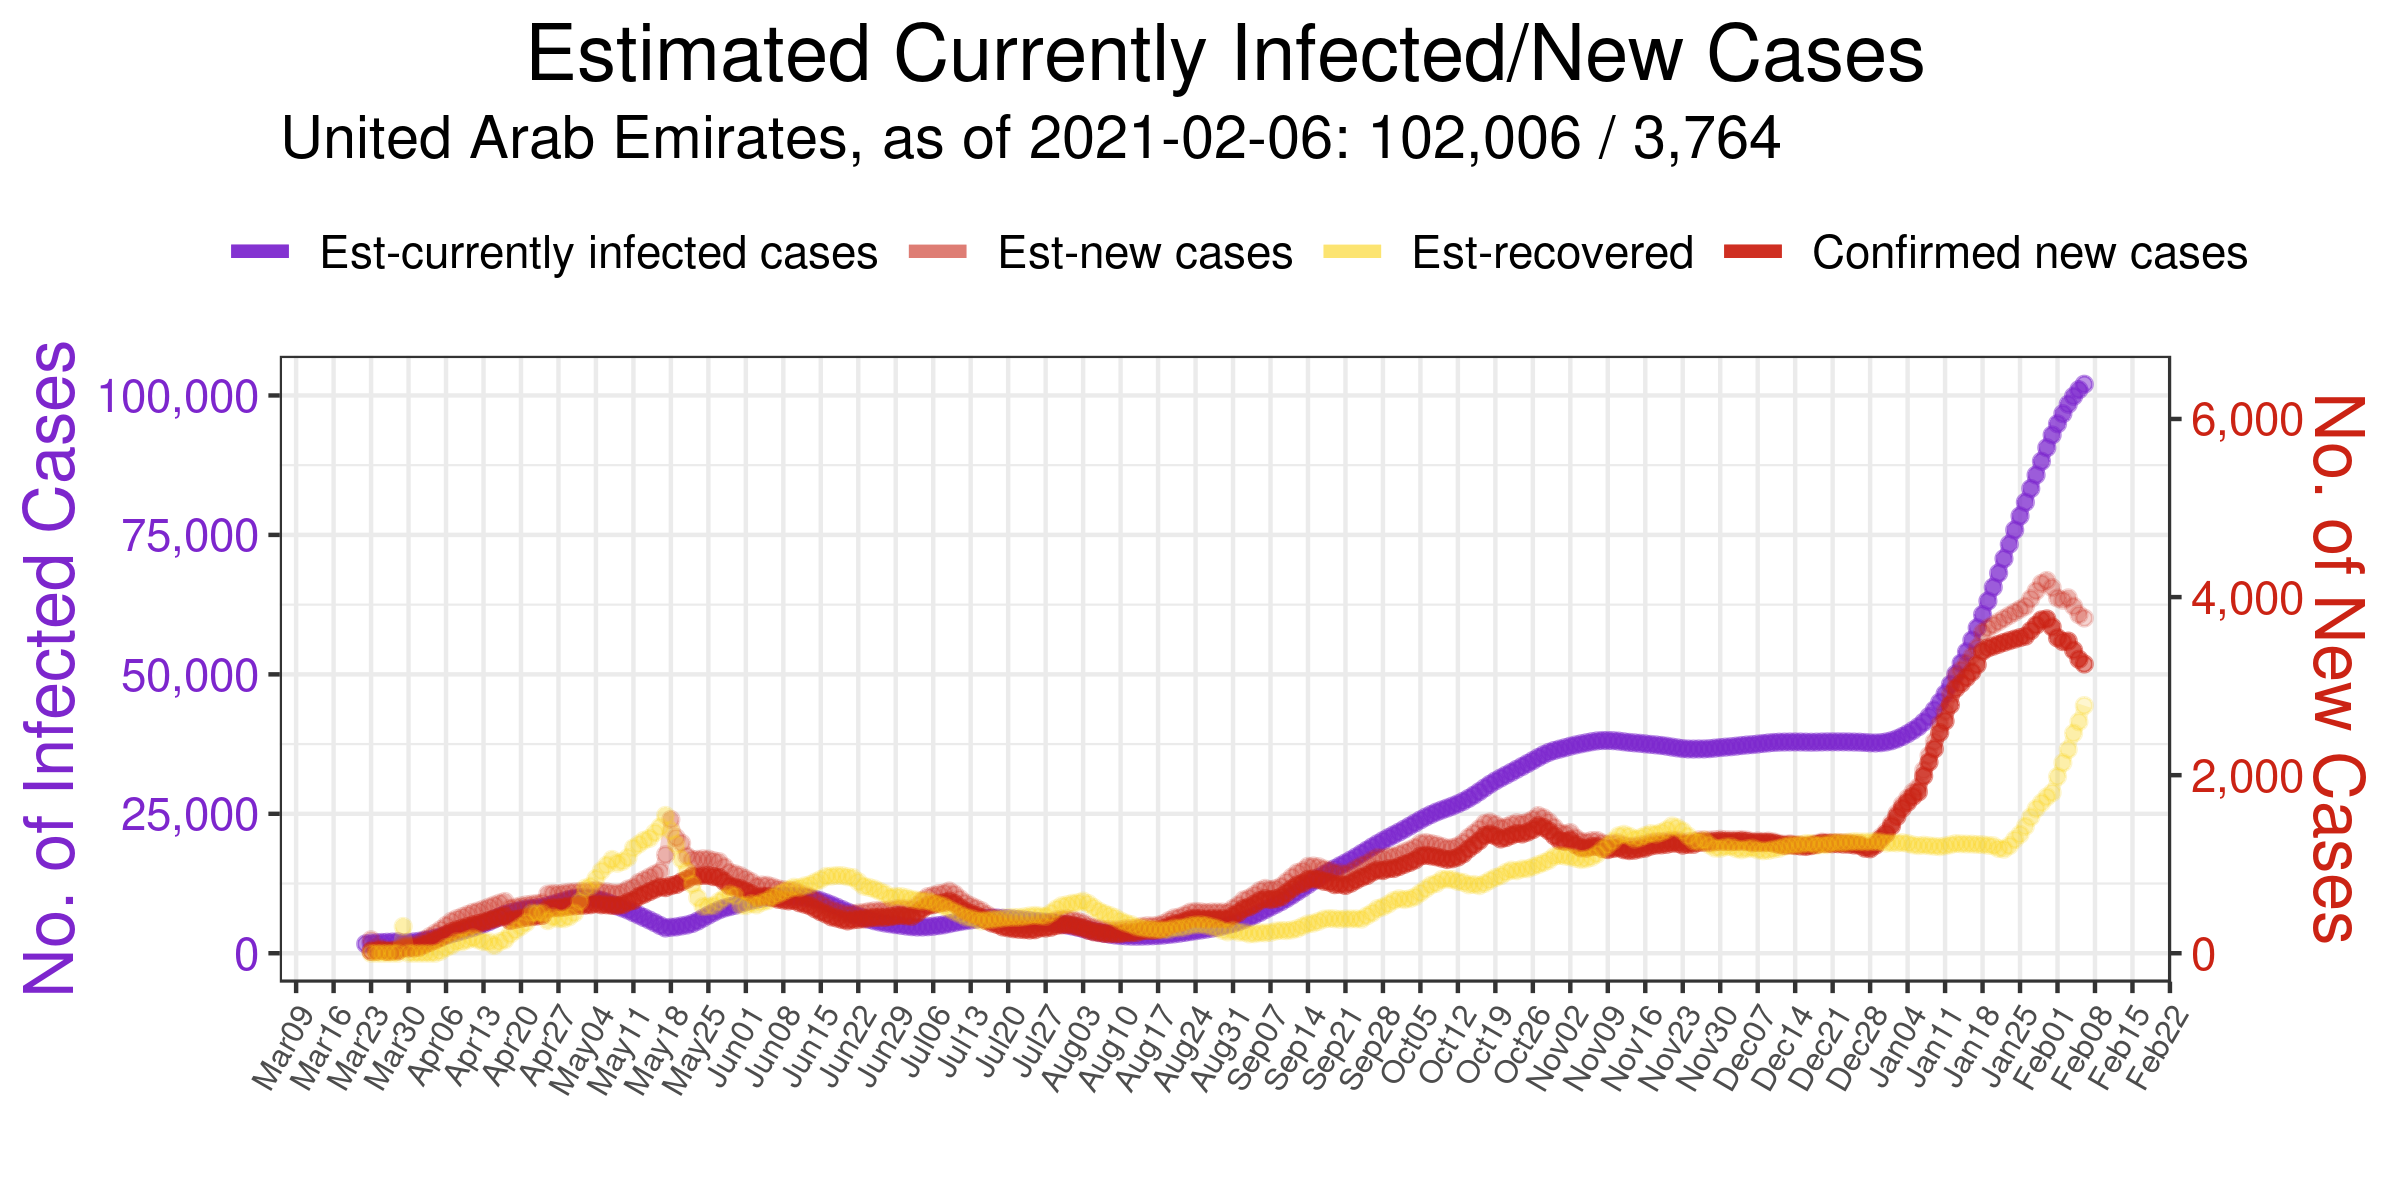 Estimated Currently Infected/New Cases
United Arab Emirates, as of 2021-02-06: 102,006 / 3,764
Est-currently infected cases Est-new cases Est-recovered Confirmed new cases
No. of Infected Cases
100,000
75,000
50,000
25,000
0
6,000
4,000
2,000
0
No. of New Cases
Mar09 Mar16 Mar23 Mar30 Apr06 Apr13 Apr20 Apr27 May04 May11 May18 May25 Jun01 Jun08 Jun15 Jun22 Jun29 Jul06 Jul13 Jul20 Jul27 Aug03 Aug10 Aug17 Aug24 Aug31 Sep07 Sep14 Sep21 Sep28 Oct05 Oct12 Oct19 Oct26 Nov02 Nov09 Nov16 Nov23 Nov30 Dec07 Dec14 Dec21 Dec28 Jan04 Jan11 Jan18 Jan25 Feb01 Feb08 Feb15 Feb22